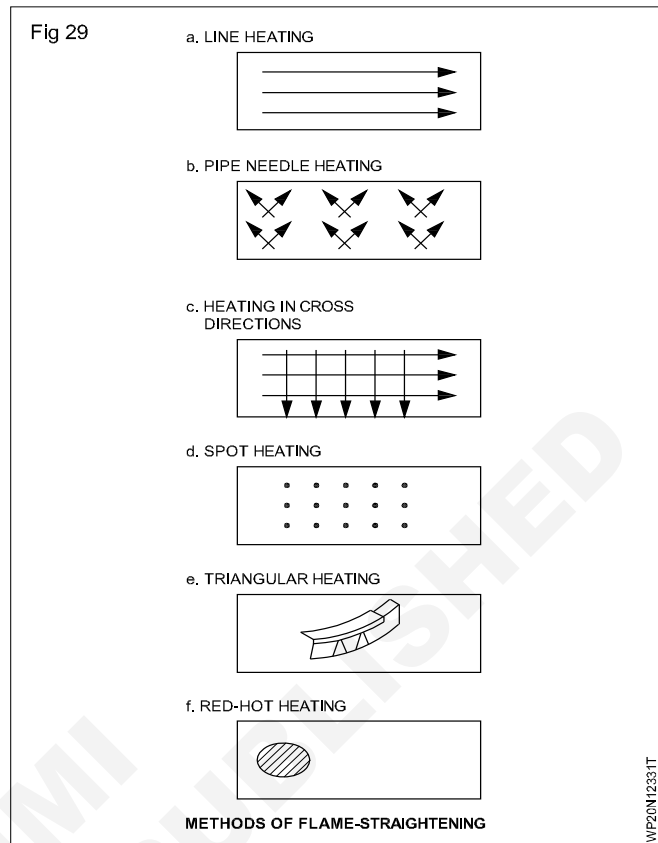 Fig 29
a. LINE HEATING
b. PIPE NEEDLE HEATING
c. HEATING IN CROSS
DIRECTIONS
d. SPOT HEATING
e. TRIANGULAR HEATING
f. RED-HOT HEATING
METHODS OF FLAME-STRAIGHTENING
WP20N12331T